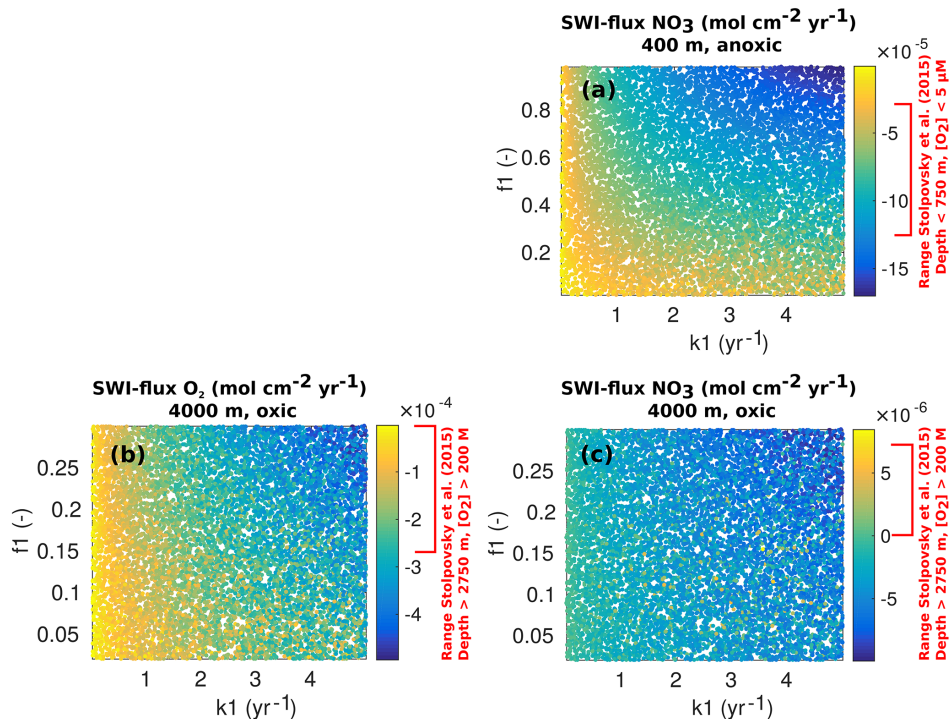 SWI-flux NO3 (mol cm-2 yr-1)
400 m, anoxic
×10-5
(a)
0.8
0.6
0.4
0.2
f1 (-)
1 2 3 4
k1 (yr-1)
-5
-10
-15
Range Stolpovsky et al. (2015)
Depth < 750 m, [O2] < 5 μM
SWI-flux O2 (mol cm-2 yr-1)
4000 m, oxic
×10-4
(b)
0.25
0.2
0.15
0.1
0.05
f1 (-)
1 2 3 4
k1 (yr-1)
-1
-2
-3
-4
Range Stolpovsky et al. (2015)
Depth > 2750 m, [O2] > 200 M
SWI-flux NO3 (mol cm-2 yr-1)
4000 m, oxic
×10-6
(c)
0.25
0.2
0.15
0.1
0.05
f1 (-)
1 2 3 4
k1 (yr-1)
5
0
-5
Range Stolpovsky et al. (2015)
Depth > 2750 m, [O2] > 200 M